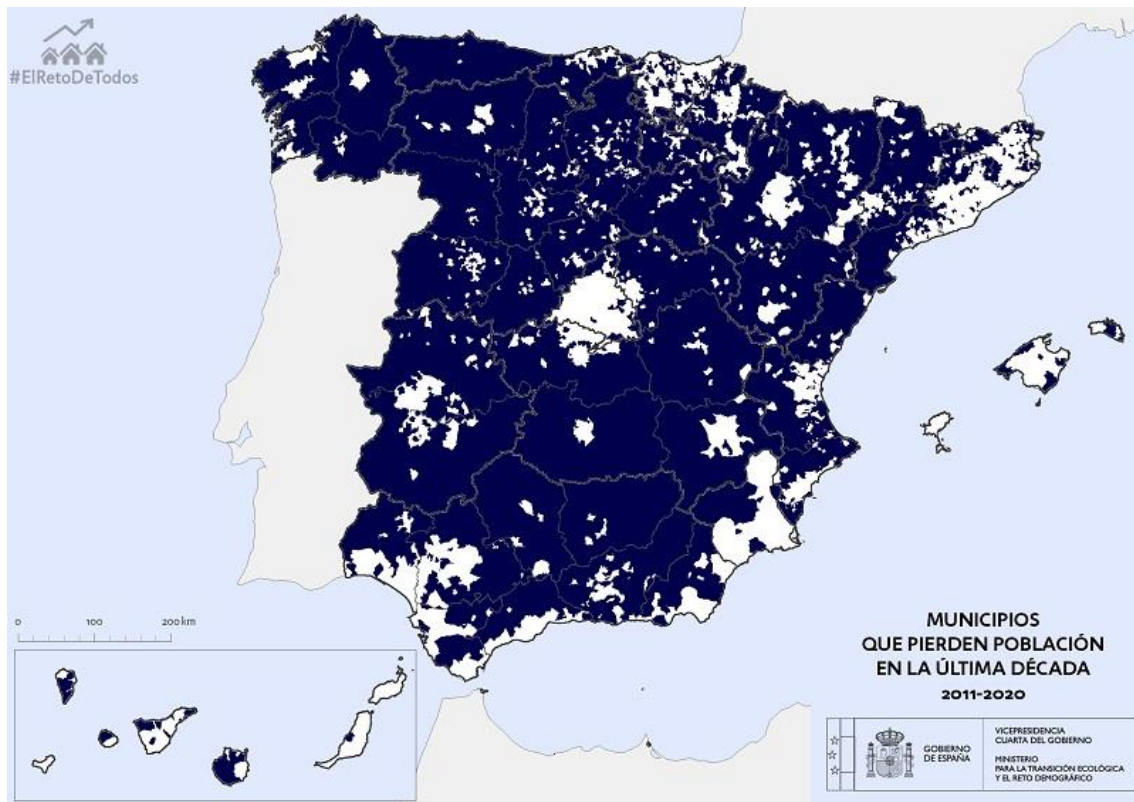 #ElRetoDeTodos
0 100 200 km
MUNICIPIOS
QUE PIERDEN POBLACIÓN
EN LA ÚLTIMA DÉCADA
2011-2020
GOBIERNO
DE ESPAÑA
VICEPRESIDENCIA
CUARTA DEL GOBIERNO
MINISTERIO
PARA LA TRANSICIÓN ECOLÓGICA
Y EL RETO DEMOGRÁFICO